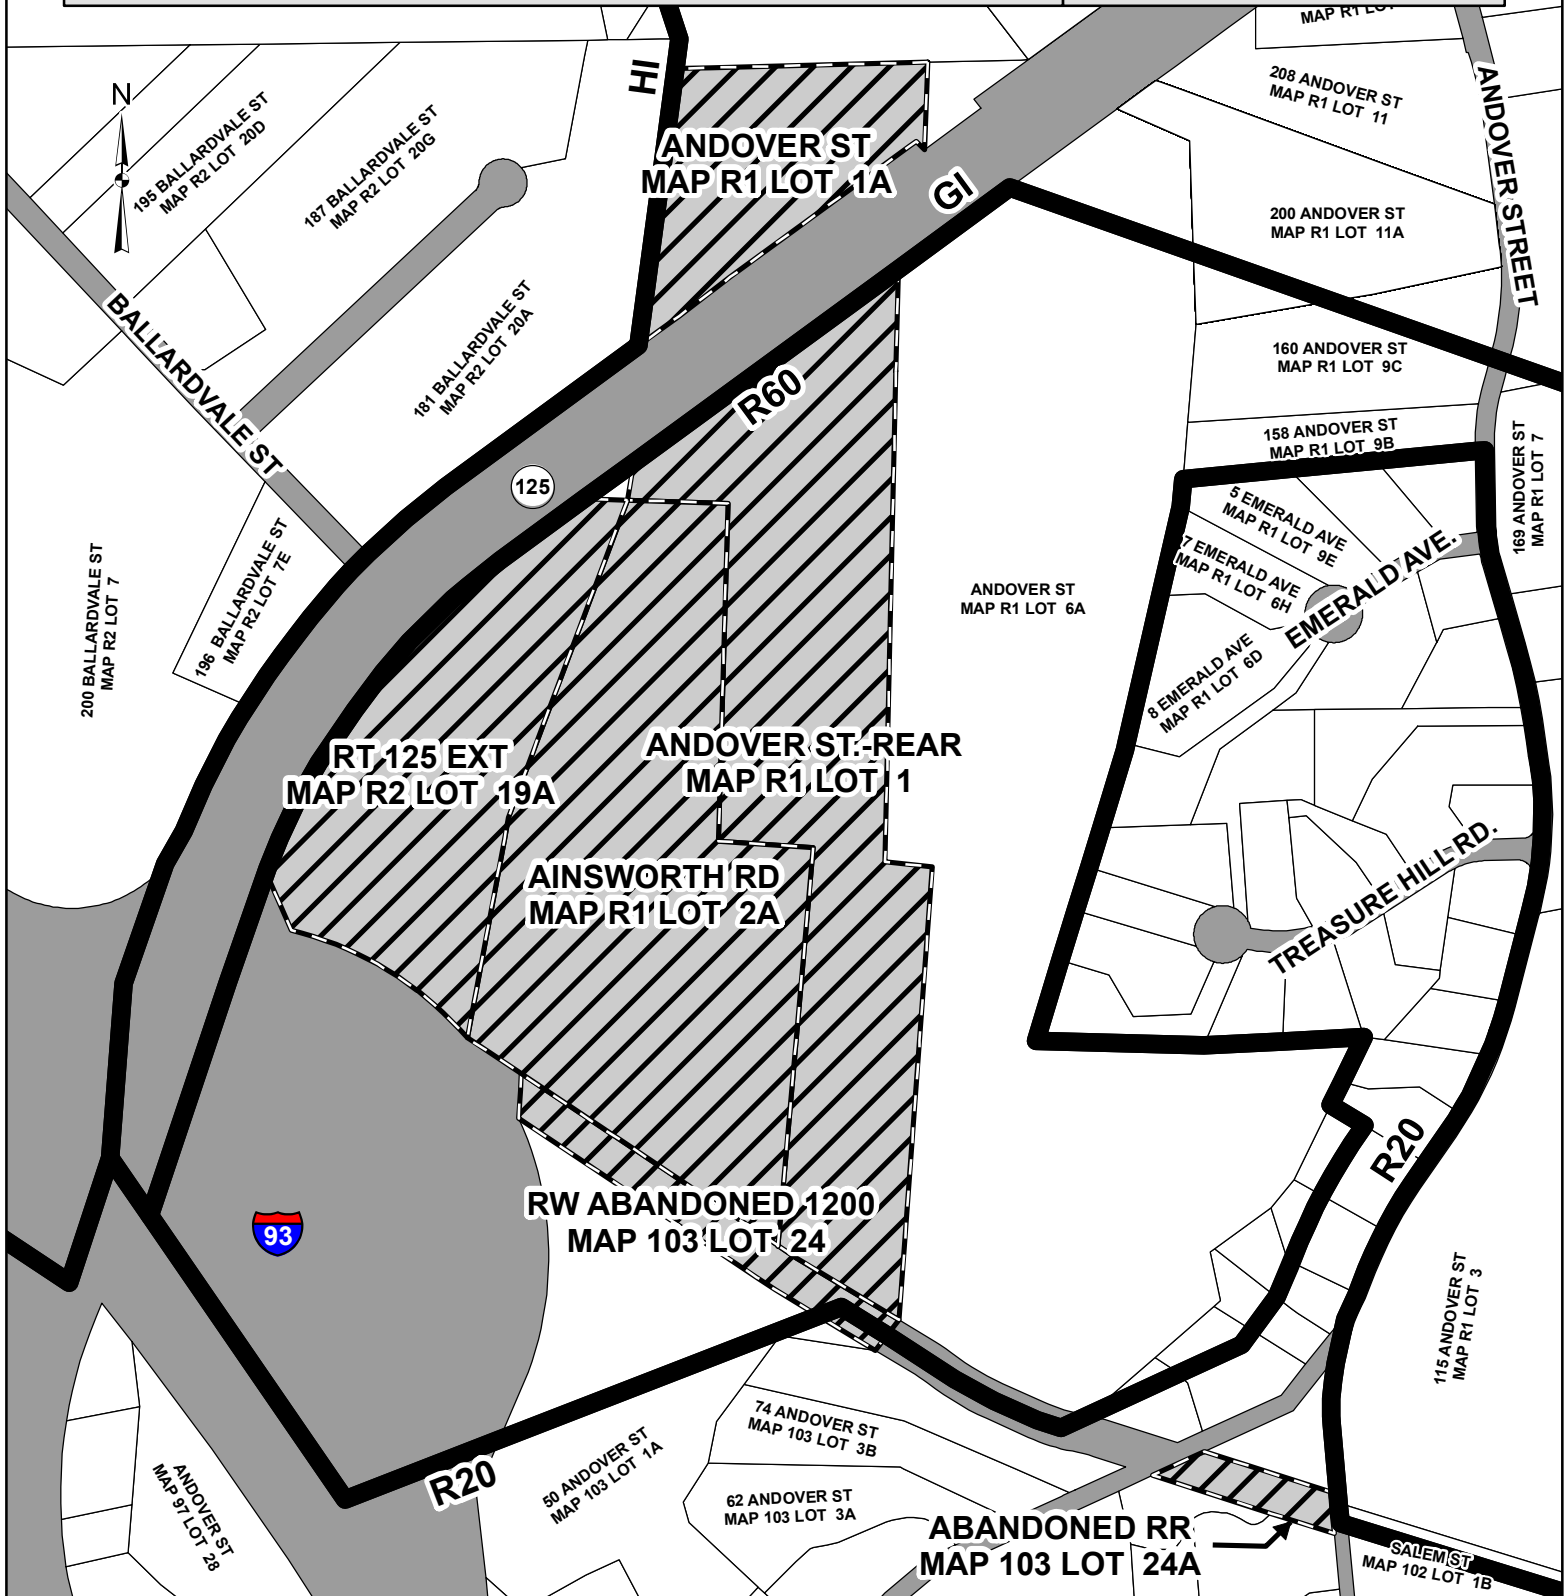 MAP R1 LOT
N
HI
208 ANDOVER ST
MAP R1 LOT 11
ANDOVER STREET
195 BALLARDVALE ST
MAP R2 LOT 20D
187 BALLARDVALE ST
MAP R2 LOT 20G
ANDOVER ST
MAP R1 LOT 1A
GI
200 ANDOVER ST
MAP R1 LOT 11A
BALLARDVALE ST
181 BALLARDVALE ST
MAP R2 LOT 20A
R60
160 ANDOVER ST
MAP R1 LOT 9C
158 ANDOVER ST
MAP R1 LOT 9B
169 ANDOVER ST
MAP R1 LOT 7
125
5 EMERALD AVE
MAP R1 LOT 9E
7 EMERALD AVE
MAP R1 LOT 6H
EMERALD AVE.
8 EMERALD AVE
MAP R1 LOT 6D
200 BALLARDVALE ST
MAP R2 LOT 7
196 BALLARDVALE ST
MAP R2 LOT 7E
ANDOVER ST
MAP R1 LOT 6A
RT 125 EXT
MAP R2 LOT 19A
ANDOVER ST.-REAR
MAP R1 LOT 1
AINSWORTH RD
MAP R1 LOT 2A
TREASURE HILL RD.
R20
RW ABANDONED 1200
MAP 103 LOT 24
93
115 ANDOVER ST
MAP R1 LOT 3
R20
50 ANDOVER ST
MAP 103 LOT 1A
74 ANDOVER ST
MAP 103 LOT 3B
62 ANDOVER ST
MAP 103 LOT 3A
ANDOVER ST
MAP 97 LOT 28
ABANDONED RR
MAP 103 LOT 24A
SALEM ST
MAP 102 LOT 1B